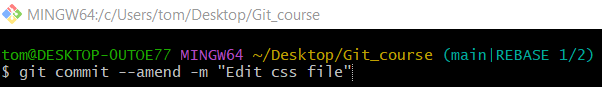 MINGW64:/c/Users/tom/Desktop/Git_course
tom@DESKTOP-OUTOE77 MINGW64 ~/Desktop/Git_course (main|REBASE 1/2)
$ git commit --amend -m "Edit css file"